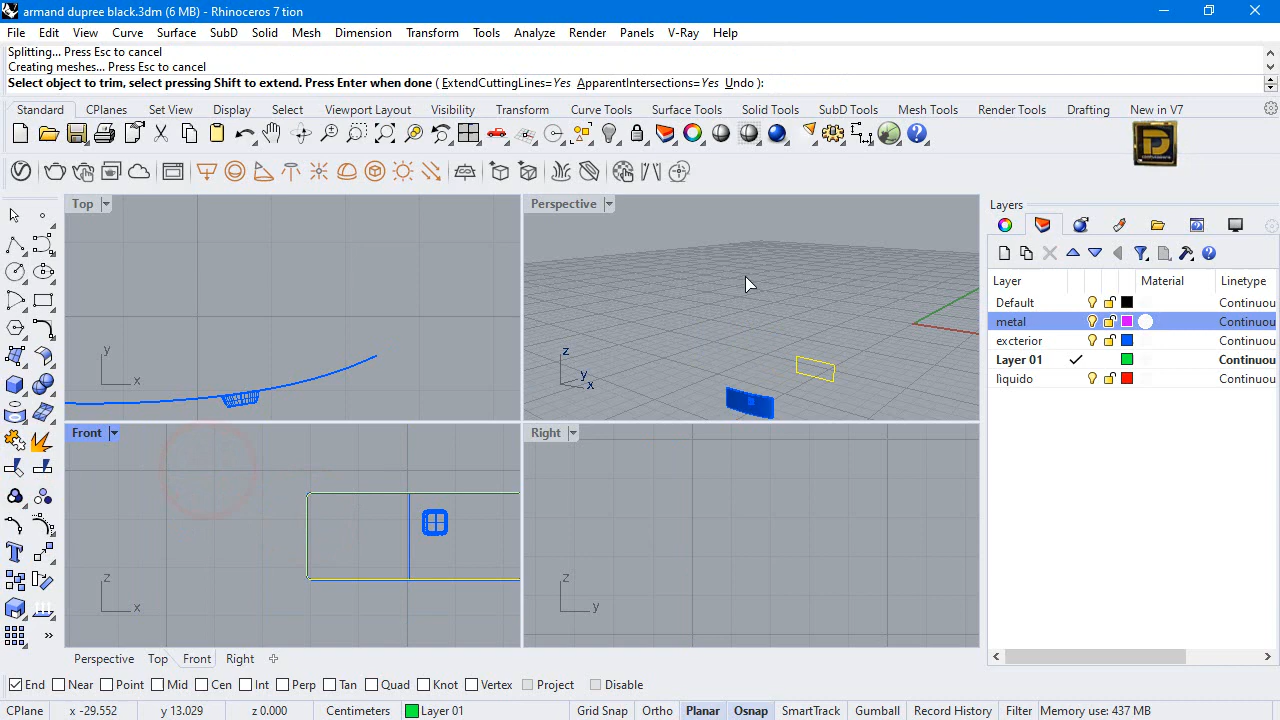 armand dupree black.3dm (6 MB) - Rhinoceros 7 tion
File Edit View Curve Surface SubD Solid Mesh Dimension Transform Tools Analyze Render Panels V-Ray Help
Splitting... Press Esc to cancel
Creating meshes... Press Esc to cancel
Select object to trim, select pressing Shift to extend. Press Enter when done ( ExtendCuttingLines=Yes ApparentIntersections=Yes Undo ):
Standard CPlanes Set View Display Select Viewport Layout Visibility Transform Curve Tools Surface Tools Solid Tools SubD Tools Mesh Tools Render Tools Drafting New in V7
Top Perspective
Layers
Layer Material Linetype
Default Continuou
metal Continuou
excterior Continuou
Layer 01 Continuou
liquido Continuou
y
x
z
y
x
Front Right
z
x
z
y
Perspective Top Front Right
End Near Point Mid Cen Int Perp Tan Quad Knot Vertex Project Disable
CPlane x -29.552 y 13.029 z 0.000 Centimeters Layer 01 Grid Snap Ortho Planar Osnap SmartTrack Gumball Record History Filter Memory use: 437 MB